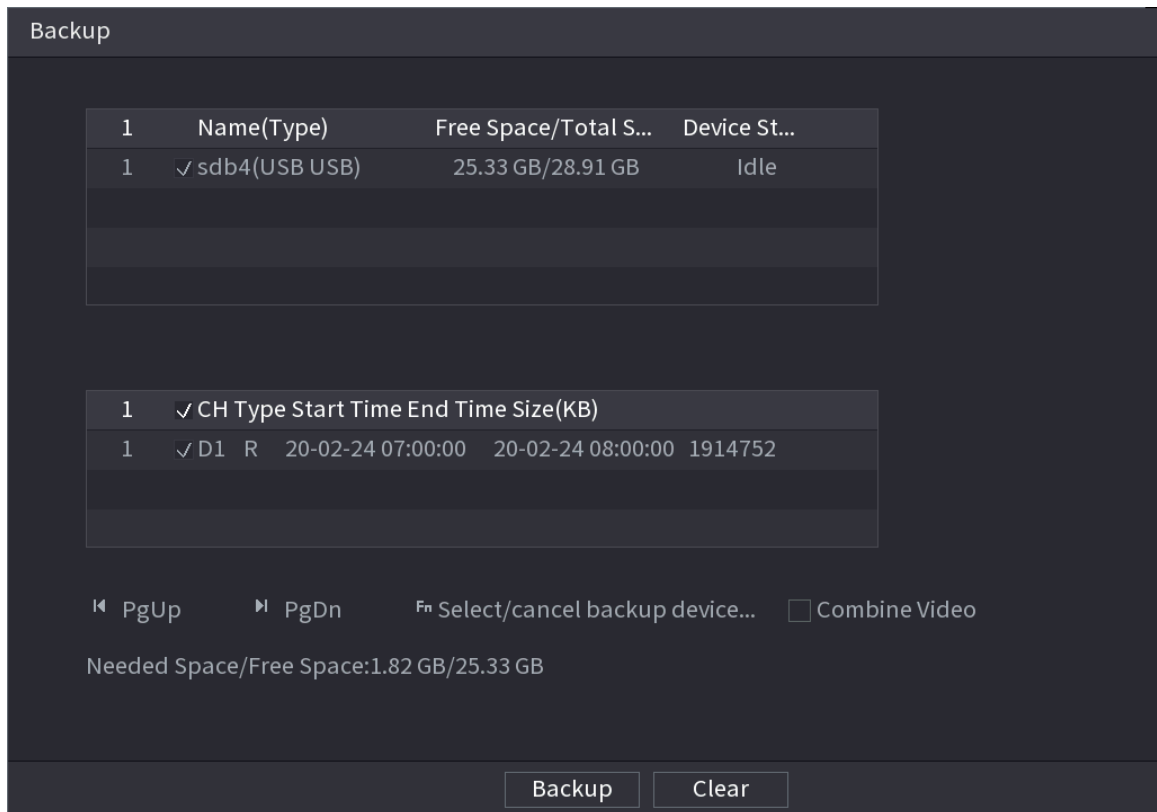 Backup
1 Name(Type) Free Space/Total S... Device St...
1 sdb4(USB USB) 25.33 GB/28.91 GB Idle
1 CH Type Start Time End Time Size(KB)
1 D1 R 20-02-24 07:00:00 20-02-24 08:00:00 1914752
PgUp PgDn Fn Select/cancel backup device... Combine Video
Needed Space/Free Space:1.82 GB/25.33 GB
Backup Clear